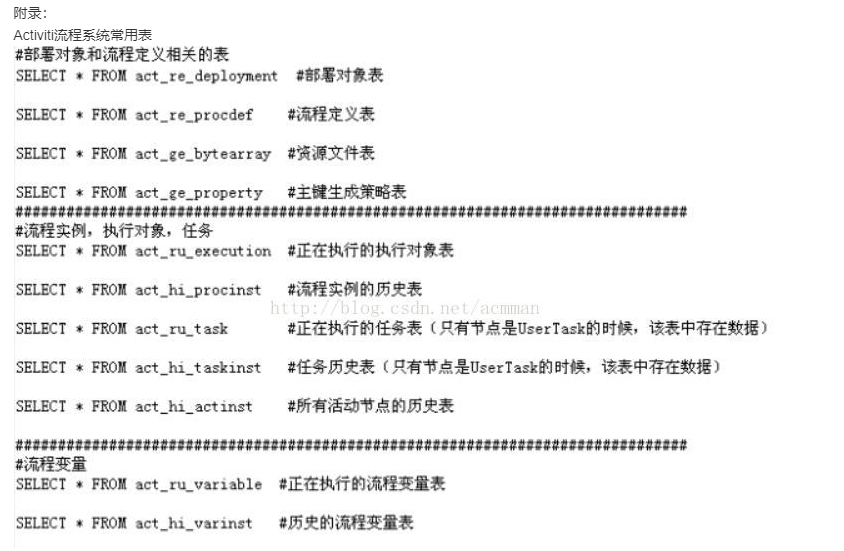 附录：
Activiti流程系统常用表
#部署对象和流程定义相关的表
SELECT * FROM act_re_deployment #部署对象表
SELECT * FROM act_re_procdef #流程定义表
SELECT * FROM act_ge_bytearray #资源文件表
SELECT * FROM act_ge_property #主键生成策略表
###############################################################################
#流程实例，执行对象，任务
SELECT * FROM act_ru_execution #正在执行的执行对象表
SELECT * FROM act_hi_procinst #流程实例的历史表
http://blog.csdn.net/acmman
SELECT * FROM act_ru_task #正在执行的任务表（只有节点是UserTask的时候，该表中存在数据）
SELECT * FROM act_hi_taskinst #任务历史表（只有节点是UserTask的时候，该表中存在数据）
SELECT * FROM act_hi_actinst #所有活动节点的历史表
###############################################################################
#流程变量
SELECT * FROM act_ru_variable #正在执行的流程变量表
SELECT * FROM act_hi_varinst #历史的流程变量表